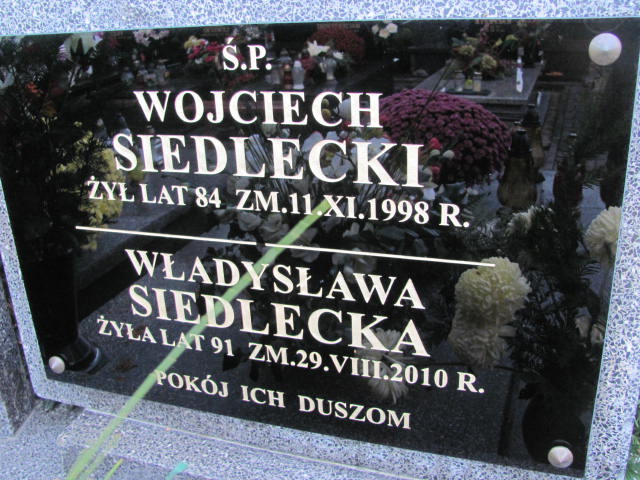 Ś.P.
WOJCIECH
SIEDLECKI
ŻYŁ LAT 84 ZM.11.XI.1998 R.
WŁADYSŁAWA
SIEDLECKA
ŻYŁA LAT 91 ZM.29.VIII.2010 R.
POKÓJ ICH DUSZOM